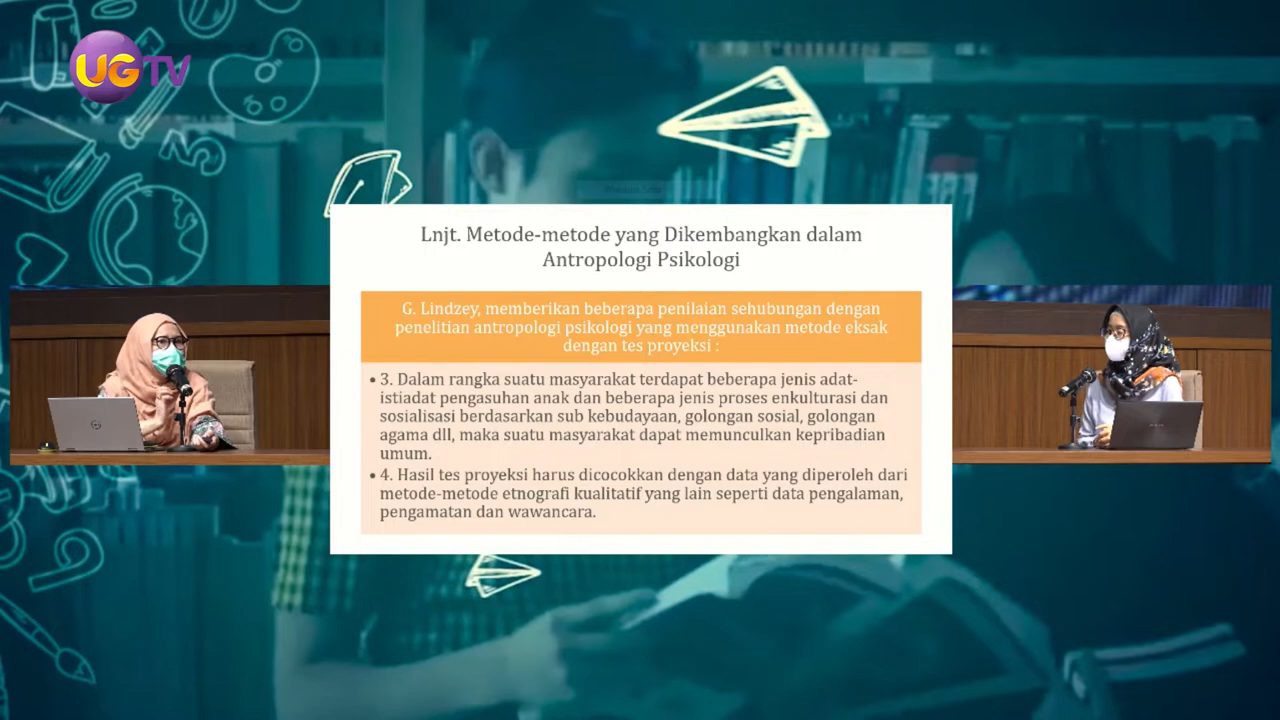 UGTV
Lnjt. Metode-metode yang Dikembangkan dalam
Antropologi Psikologi
G. Lindzey, memberikan beberapa penilaian sehubungan dengan
penelitian antropologi psikologi yang menggunakan metode eksak
dengan tes proyeksi :
• 3. Dalam rangka suatu masyarakat terdapat beberapa jenis adat-
istiadat pengasuhan anak dan beberapa jenis proses enkulturasi dan
sosialisasi berdasarkan sub kebudayaan, golongan sosial, golongan
agama dll, maka suatu masyarakat dapat memunculkan kepribadian
umum.
• 4. Hasil tes proyeksi harus dicocokkan dengan data yang diperoleh dari
metode-metode etnografi kualitatif yang lain seperti data pengalaman,
pengamatan dan wawancara.